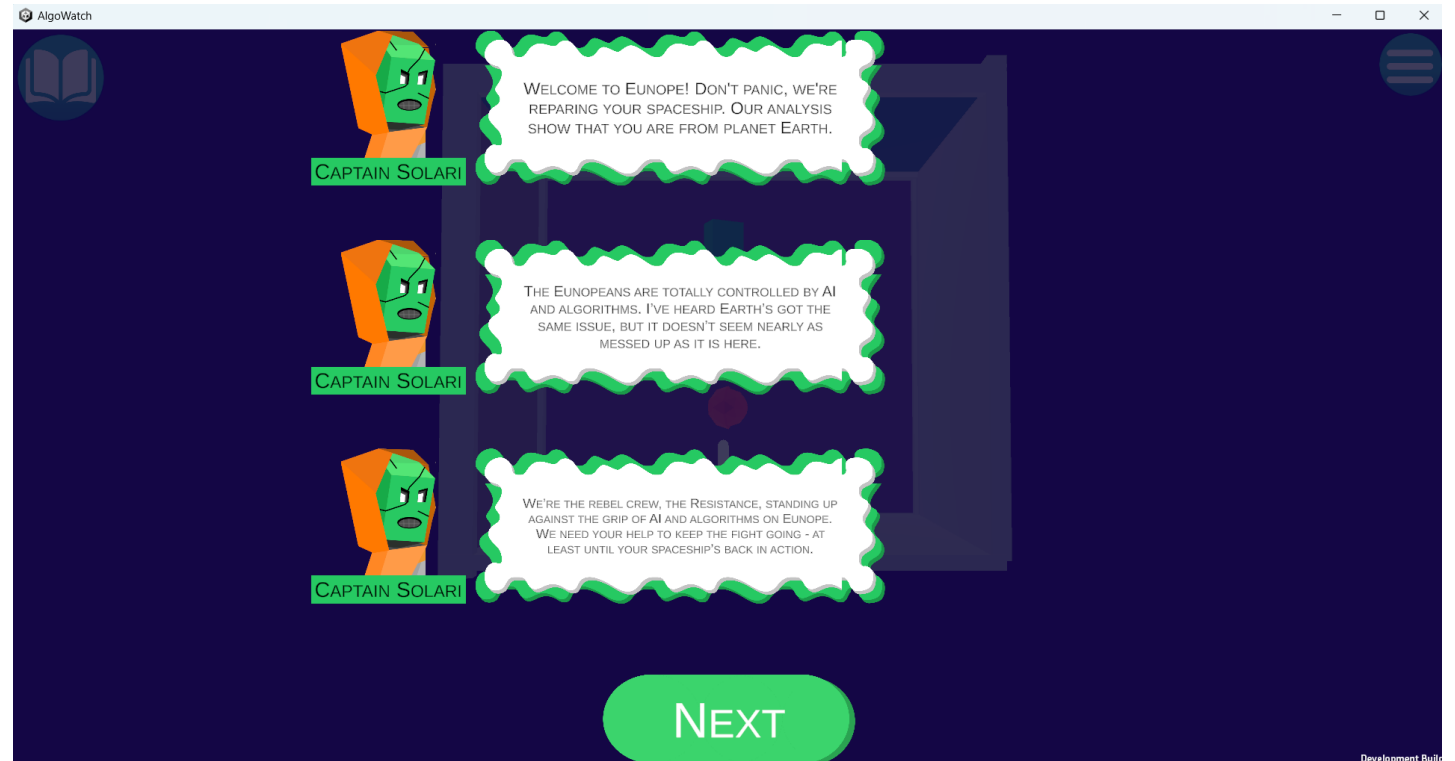 AlgoWatch
Welcome to Eunope! Don't panic, we're
reparing your spaceship. Our analysis
show that you are from planet Earth.
Captain Solari
The Eunopeans are totally controlled by AI
and algorithms. I've heard Earth's got the
same issue, but it doesn't seem nearly as
messed up as it is here.
Captain Solari
We're the rebel crew, the Resistance, standing up
against the grip of AI and algorithms on Eunope.
We need your help to keep the fight going - at
least until your spaceship's back in action.
Captain Solari
Next
Development Build